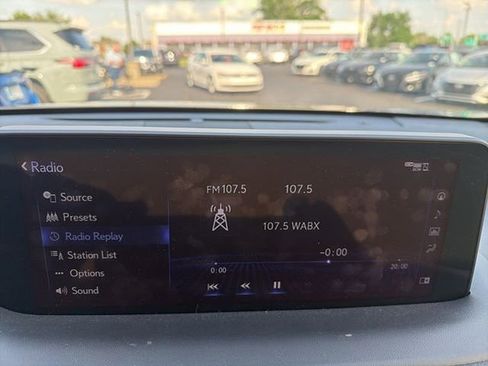 Radio
FM 107.5 107.5
Source
Presets
107.5 WABX
Radio Replay
Station List
-0:00
0:00 20:00
Options
Sound